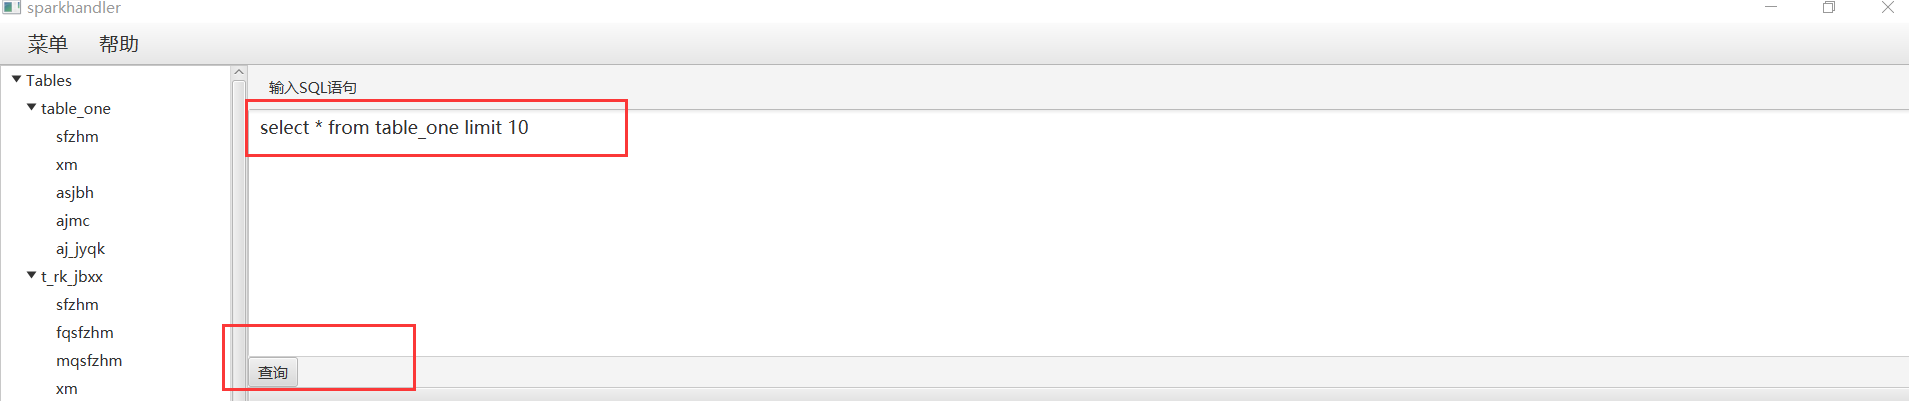 sparkhandler
菜单 帮助
Tables
table_one
sfzhm
xm
asjbh
ajmc
aj_jyqk
t_rk_jbxx
sfzhm
fqsfzhm
mqsfzhm
xm
输入SQL语句
select * from table_one limit 10
查询